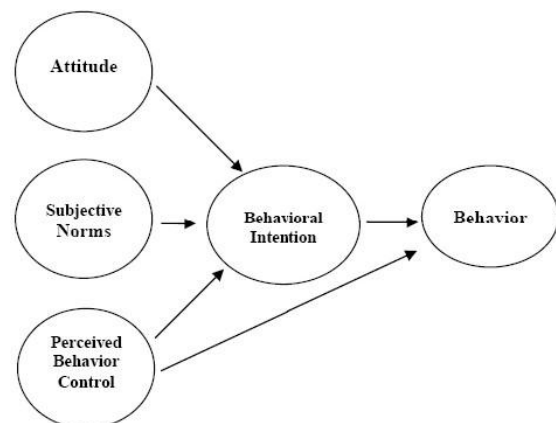 Attitude
Subjective
Norms
Behavioral
Intention
Behavior
Perceived
Behavior
Control